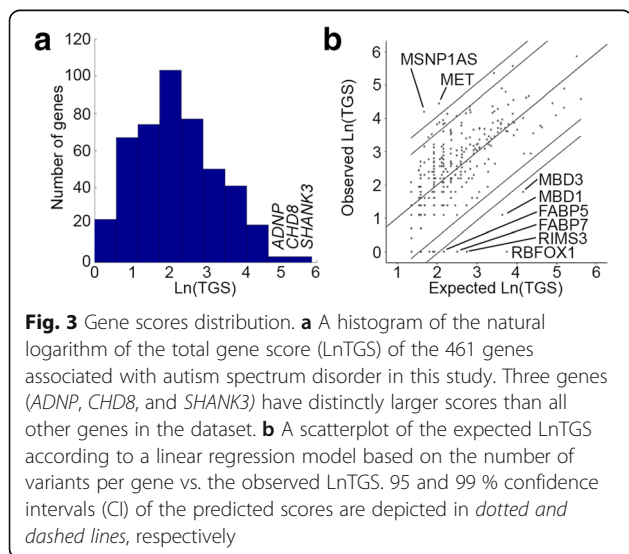 a
b
120
100
80
60
40
20
0
Number of genes
0 1 2 3 4 5 6
Ln(TGS)
ADNP
CHD8
SHANK3
6
5
4
3
2
1
0
Observed Ln(TGS)
MSNP1AS
MET
MBD3
MBD1
FABP5
FABP7
RIMS3
RBFOX1
1 2 3 4 5 6
Expected Ln(TGS)
Fig. 3 Gene scores distribution. a A histogram of the natural
logarithm of the total gene score (LnTGS) of the 461 genes
associated with autism spectrum disorder in this study. Three genes
(ADNP, CHD8, and SHANK3) have distinctly larger scores than all
other genes in the dataset. b A scatterplot of the expected LnTGS
according to a linear regression model based on the number of
variants per gene vs. the observed LnTGS. 95 and 99 % confidence
intervals (CI) of the predicted scores are depicted in dotted and
dashed lines, respectively